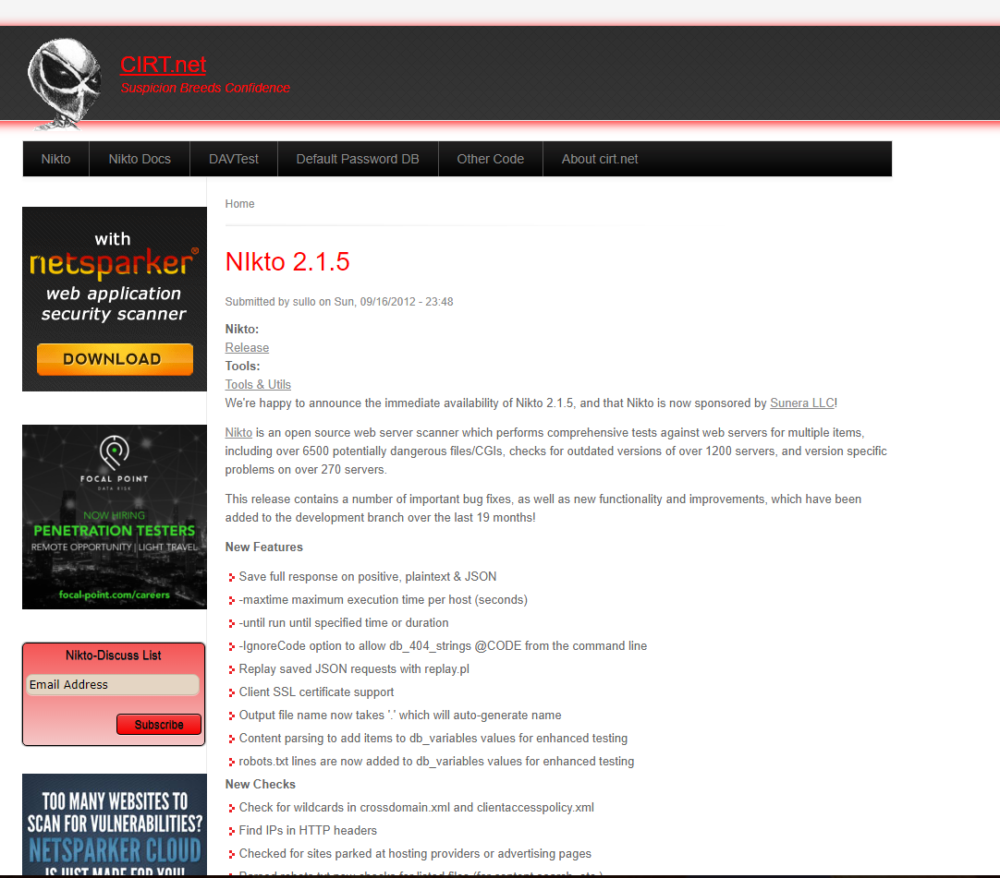 CIRT.net
Suspicion Breeds Confidence
Nikto
Nikto Docs
DAVTest
Default Password DB
Other Code
About cirt.net
with
netsparker®
web application
security scanner
DOWNLOAD
FOCAL POINT
DATA RISK
NOW HIRING
PENETRATION TESTERS
REMOTE OPPORTUNITY | LIGHT TRAVEL
focal-point.com/careers
Nikto-Discuss List
Email Address
Subscribe
TOO MANY WEBSITES TO
SCAN FOR VULNERABILITIES?
NETSPARKER CLOUD
IS JUST MADE FOR YOU!
Home
NIkto 2.1.5
Submitted by sullo on Sun, 09/16/2012 - 23:48
Nikto:
Release
Tools:
Tools & Utils
We're happy to announce the immediate availability of Nikto 2.1.5, and that Nikto is now sponsored by Sunera LLC!
Nikto is an open source web server scanner which performs comprehensive tests against web servers for multiple items,
including over 6500 potentially dangerous files/CGIs, checks for outdated versions of over 1200 servers, and version specific
problems on over 270 servers.
This release contains a number of important bug fixes, as well as new functionality and improvements, which have been
added to the development branch over the last 19 months!
New Features
Save full response on positive, plaintext & JSON
-maxtime maximum execution time per host (seconds)
-until run until specified time or duration
-IgnoreCode option to allow db_404_strings @CODE from the command line
Replay saved JSON requests with replay.pl
Client SSL certificate support
Output file name now takes '.' which will auto-generate name
Content parsing to add items to db_variables values for enhanced testing
robots.txt lines are now added to db_variables values for enhanced testing
New Checks
Check for wildcards in crossdomain.xml and clientaccesspolicy.xml
Find IPs in HTTP headers
Checked for sites parked at hosting providers or advertising pages